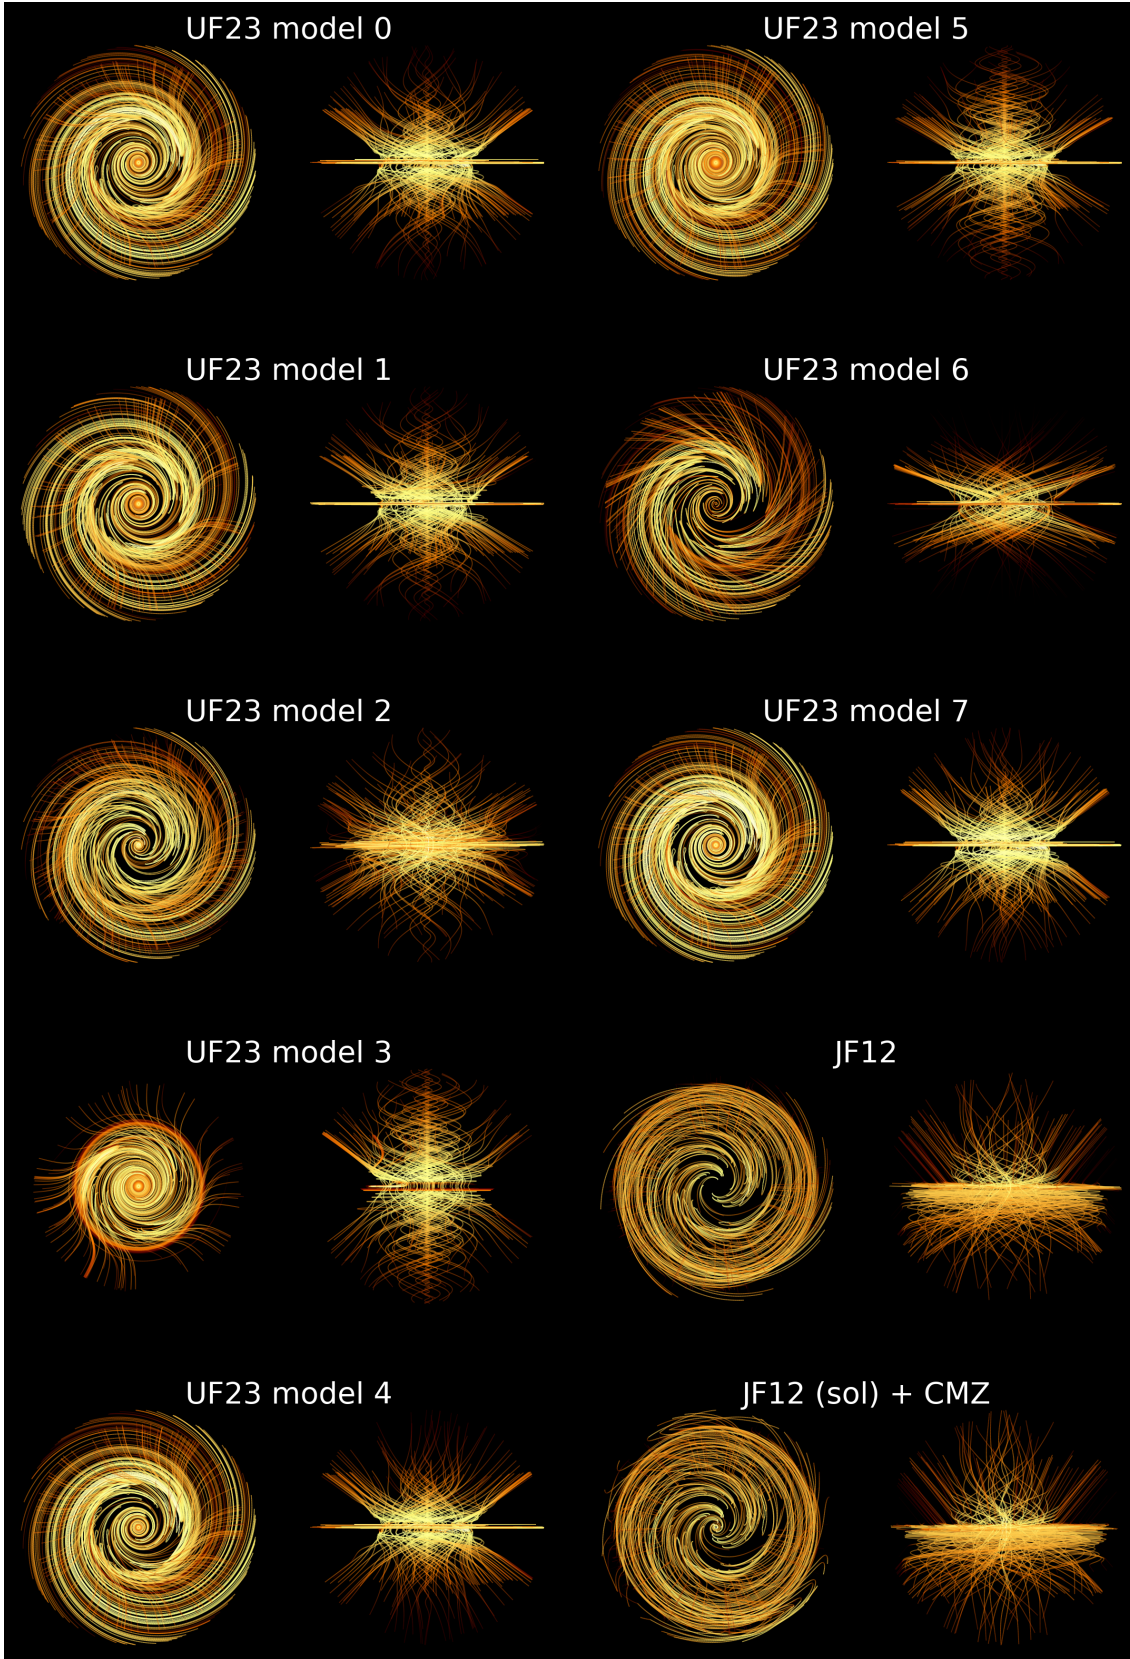 UF23 model 0
UF23 model 5
UF23 model 1
UF23 model 6
UF23 model 2
UF23 model 7
UF23 model 3
JF12
UF23 model 4
JF12 (sol) + CMZ